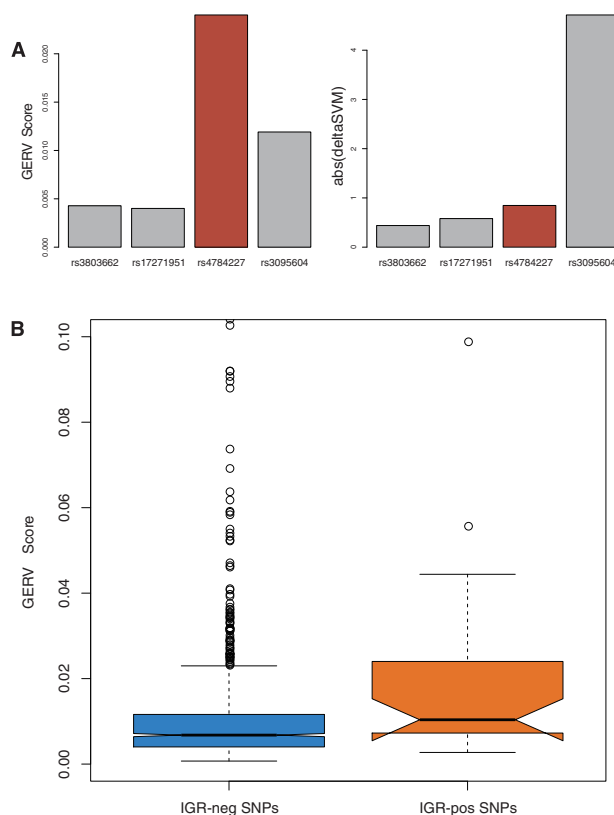 A
GERV Score
0.000
0.005
0.010
0.015
0.020
rs3803662
rs17271951
rs4784227
rs3095604
abs(deltaSVM)
0
1
2
3
4
rs3803662
rs17271951
rs4784227
rs3095604
B
GERV Score
0.10
0.08
0.06
0.04
0.02
0.00
IGR-neg SNPs
IGR-pos SNPs